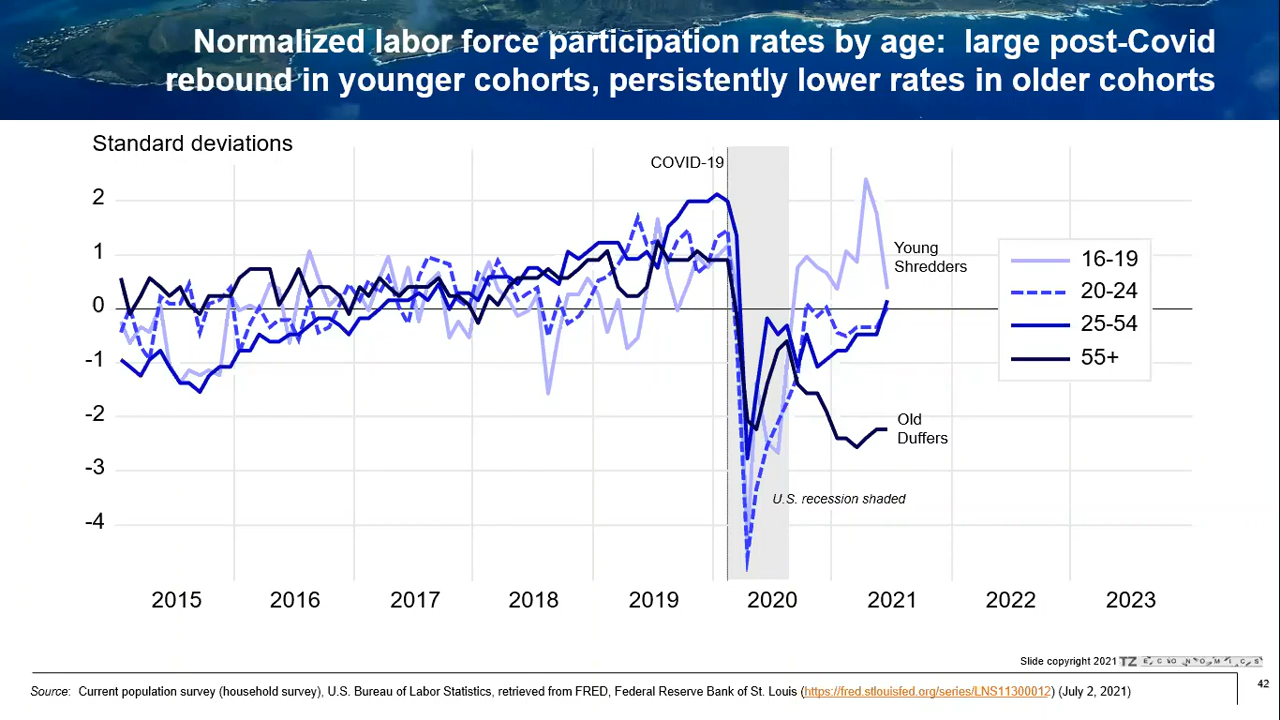 Normalized labor force participation rates by age:  large post-Covid
rebound in younger cohorts, persistently lower rates in older cohorts
Standard deviations
COVID-19
2
1
0
-1
-2
-3
-4
Young
Shredders
Old
Duffers
U.S. recession shaded
16-19
20-24
25-54
55+
2015 2016 2017 2018 2019 2020 2021 2022 2023
Slide copyright 2021 TZ ECONOMICS
Source:  Current population survey (household survey), U.S. Bureau of Labor Statistics, retrieved from FRED, Federal Reserve Bank of St. Louis (https://fred.stlouisfed.org/series/LNS11300012) (July 2, 2021)
42